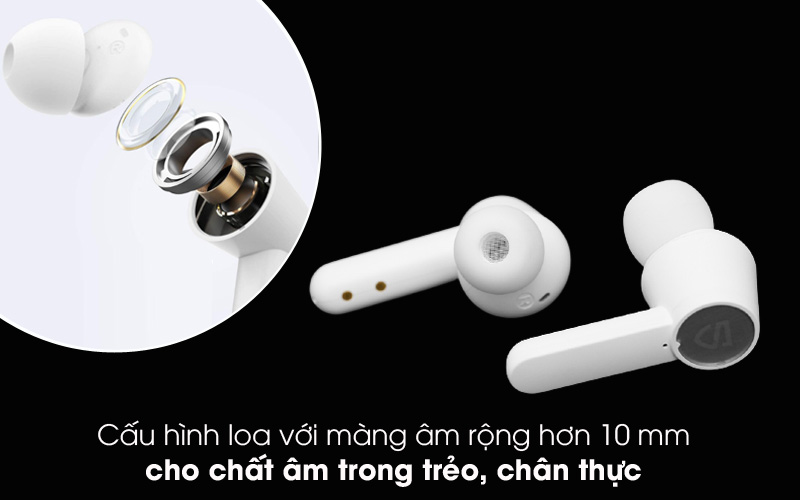 Cấu hình loa với màng âm rộng hơn 10 mm
cho chất âm trong trẻo, chân thực